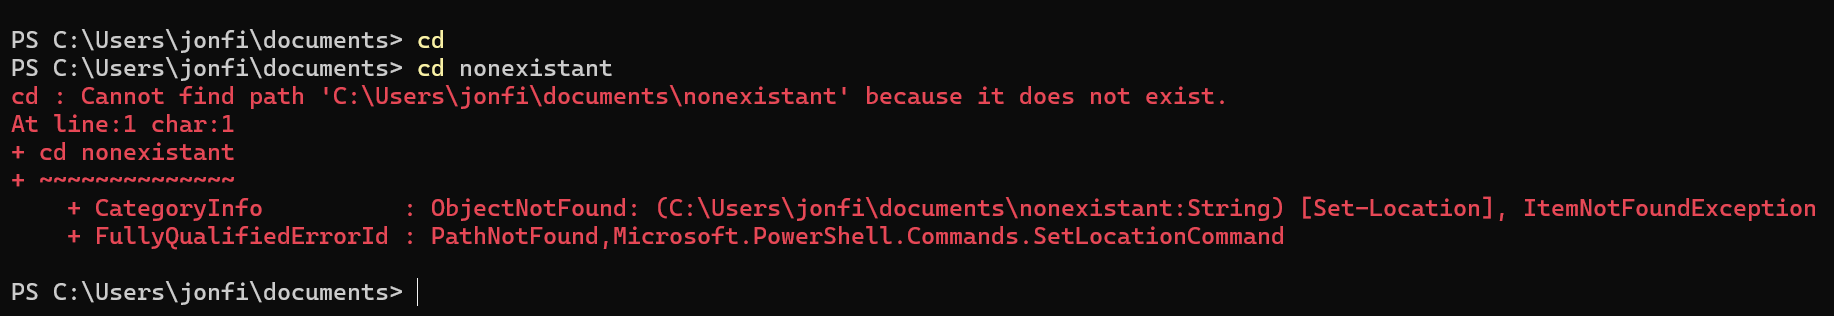 PS C:\Users\jonfi\documents> cd
PS C:\Users\jonfi\documents> cd nonexistant
cd : Cannot find path 'C:\Users\jonfi\documents\nonexistant' because it does not exist.
At line:1 char:1
+ cd nonexistant
+ ~~~~~~~~~~~~~~
    + CategoryInfo          : ObjectNotFound: (C:\Users\jonfi\documents\nonexistant:String) [Set-Location], ItemNotFoundException
    + FullyQualifiedErrorId : PathNotFound,Microsoft.PowerShell.Commands.SetLocationCommand
PS C:\Users\jonfi\documents>